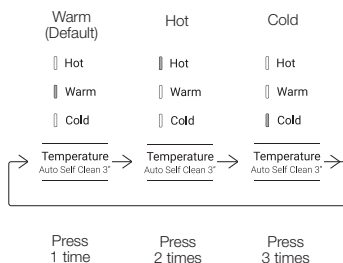 Warm
(Default)
Hot
Cold
Hot
Hot
Hot
Warm
Warm
Warm
Cold
Cold
Cold
Temperature
Auto Self Clean 3"
Temperature
Auto Self Clean 3"
Temperature
Auto Self Clean 3"
Press
1 time
Press
2 times
Press
3 times